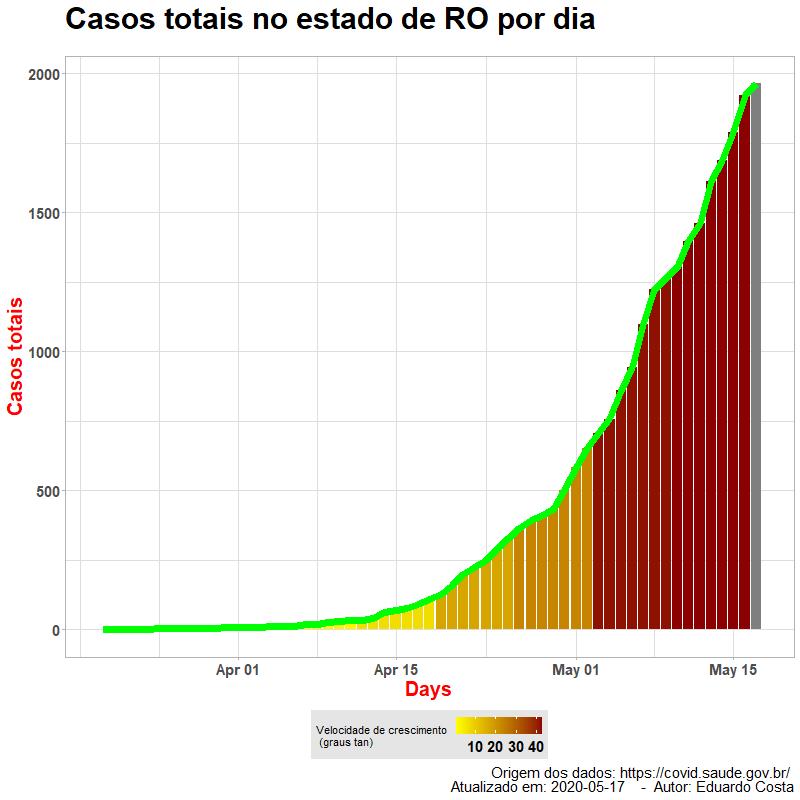 Casos totais no estado de RO por dia
2000
1500
1000
500
0
Casos totais
Apr 01 Apr 15 May 01 May 15
Days
Velocidade de crescimento
(graus tan)
10 20 30 40
Origem dos dados: https://covid.saude.gov.br/
Atualizado em: 2020-05-17 - Autor: Eduardo Costa